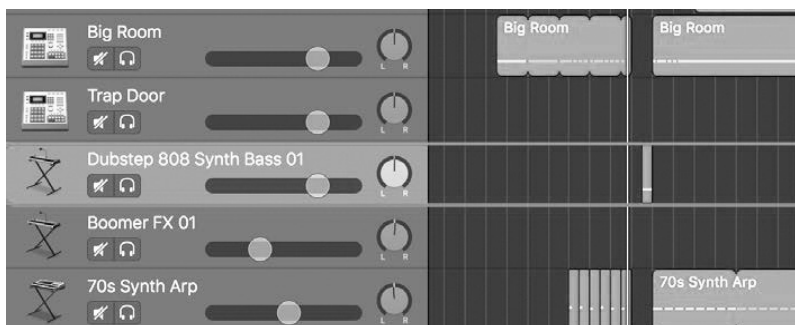 Big Room
L R
Big Room
Big Room
Trap Door
L R
Dubstep 808 Synth Bass 01
L R
Boomer FX 01
L R
70s Synth Arp
L R
70s Synth Arp